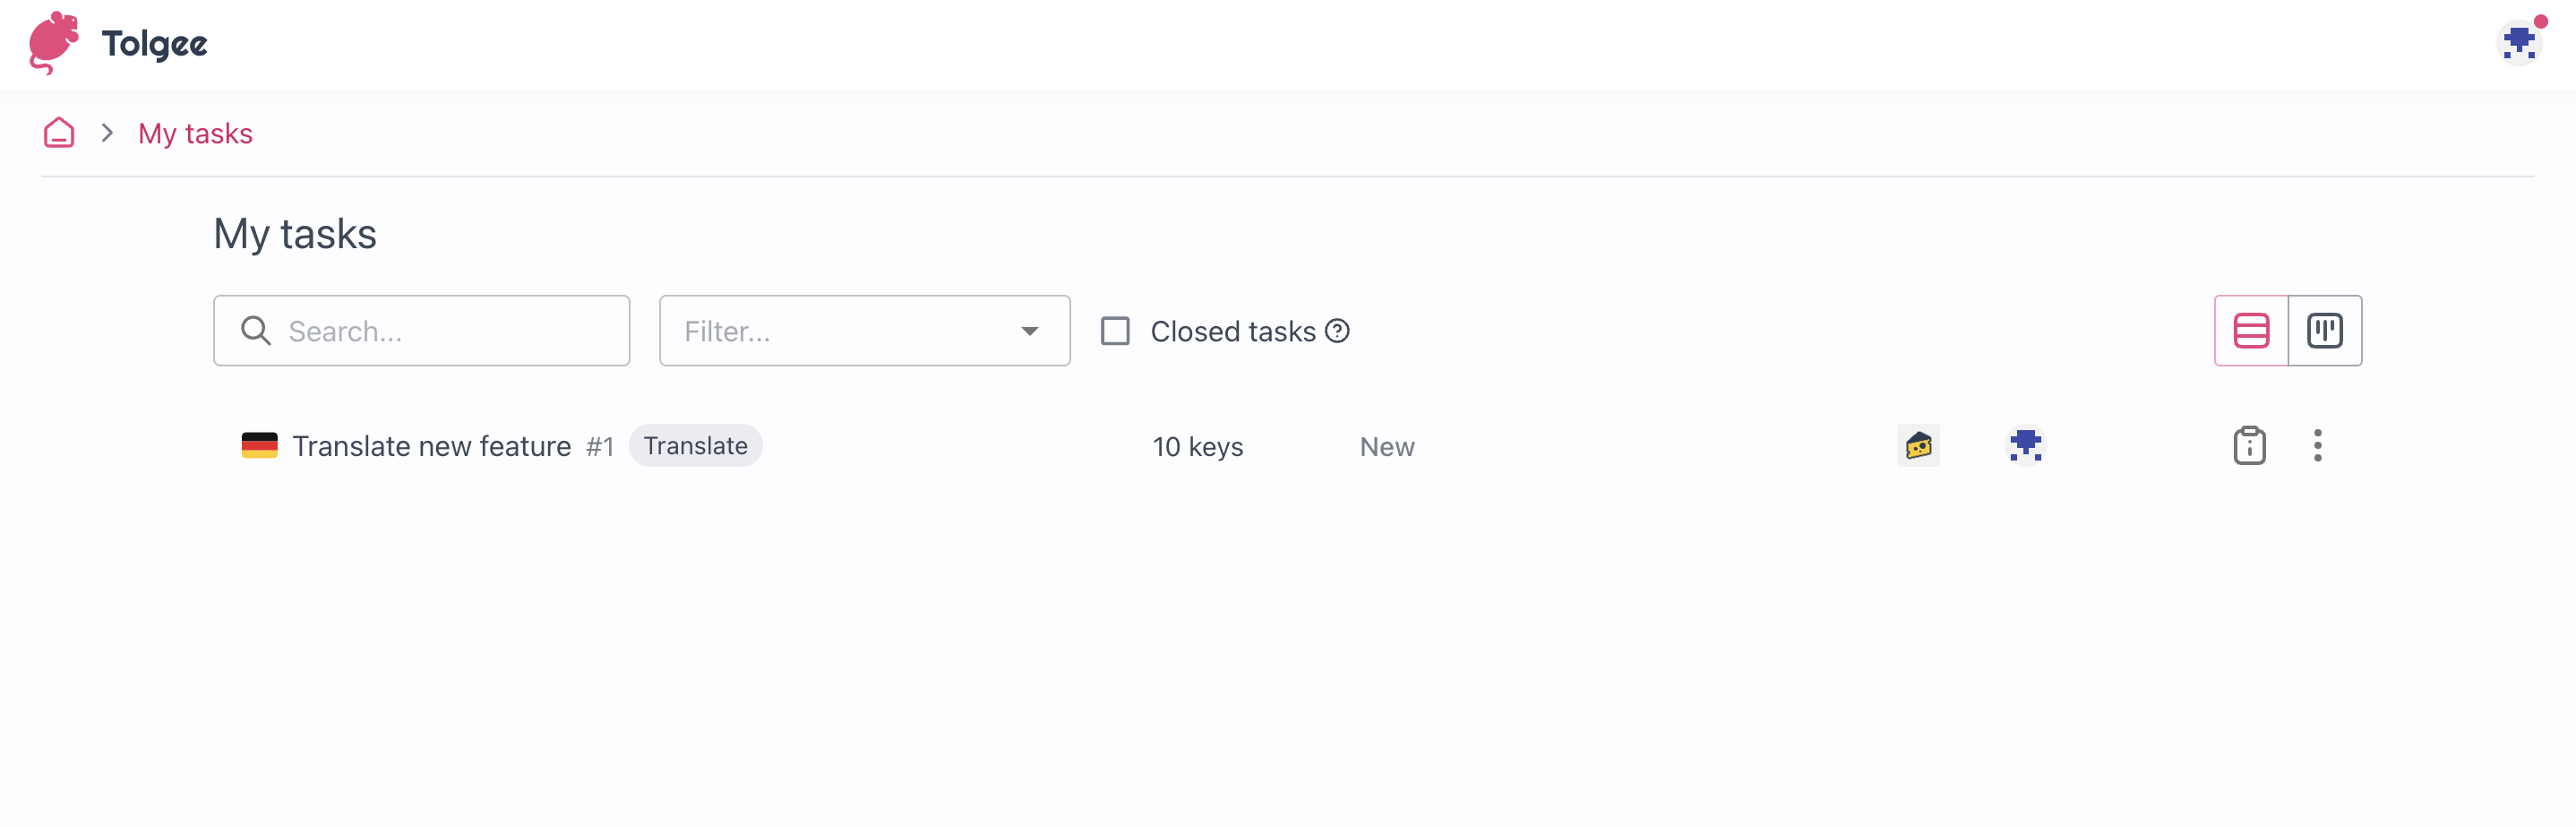 Tolgee
My tasks
My tasks
Search...
Filter...
Closed tasks
Translate new feature #1 Translate 10 keys New